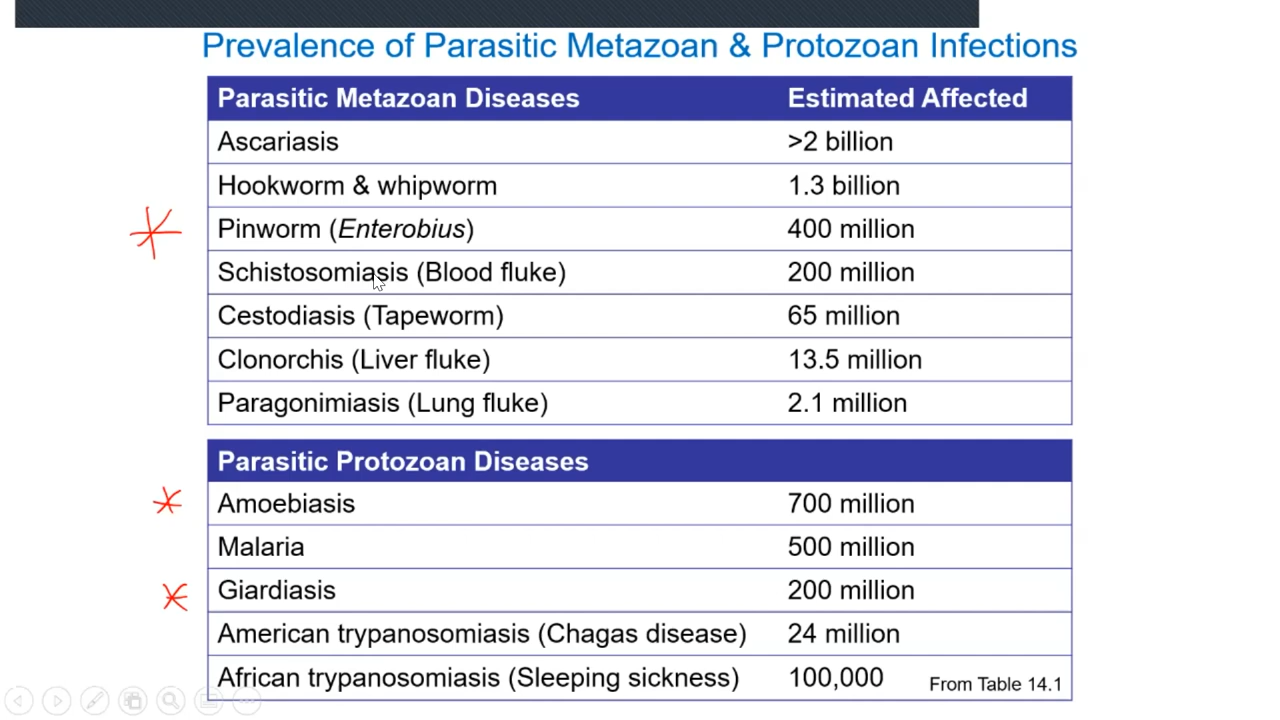 Prevalence of Parasitic Metazoan & Protozoan Infections
Parasitic Metazoan Diseases Estimated Affected
Ascariasis >2 billion
Hookworm & whipworm 1.3 billion
Pinworm (Enterobius) 400 million
Schistosomiasis (Blood fluke) 200 million
Cestodiasis (Tapeworm) 65 million
Clonorchis (Liver fluke) 13.5 million
Paragonimiasis (Lung fluke) 2.1 million
Parasitic Protozoan Diseases
Amoebiasis 700 million
Malaria 500 million
Giardiasis 200 million
American trypanosomiasis (Chagas disease) 24 million
African trypanosomiasis (Sleeping sickness) 100,000 From Table 14.1